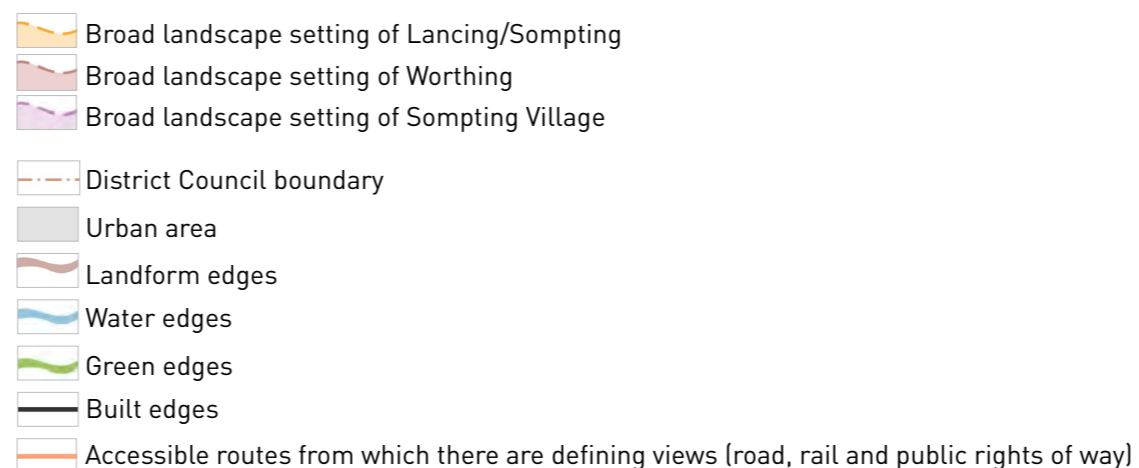 Broad landscape setting of Lancing/Sompting
Broad landscape setting of Worthing
Broad landscape setting of Sompting Village
District Council boundary
Urban area
Landform edges
Water edges
Green edges
Built edges
Accessible routes from which there are defining views (road, rail and public rights of way)